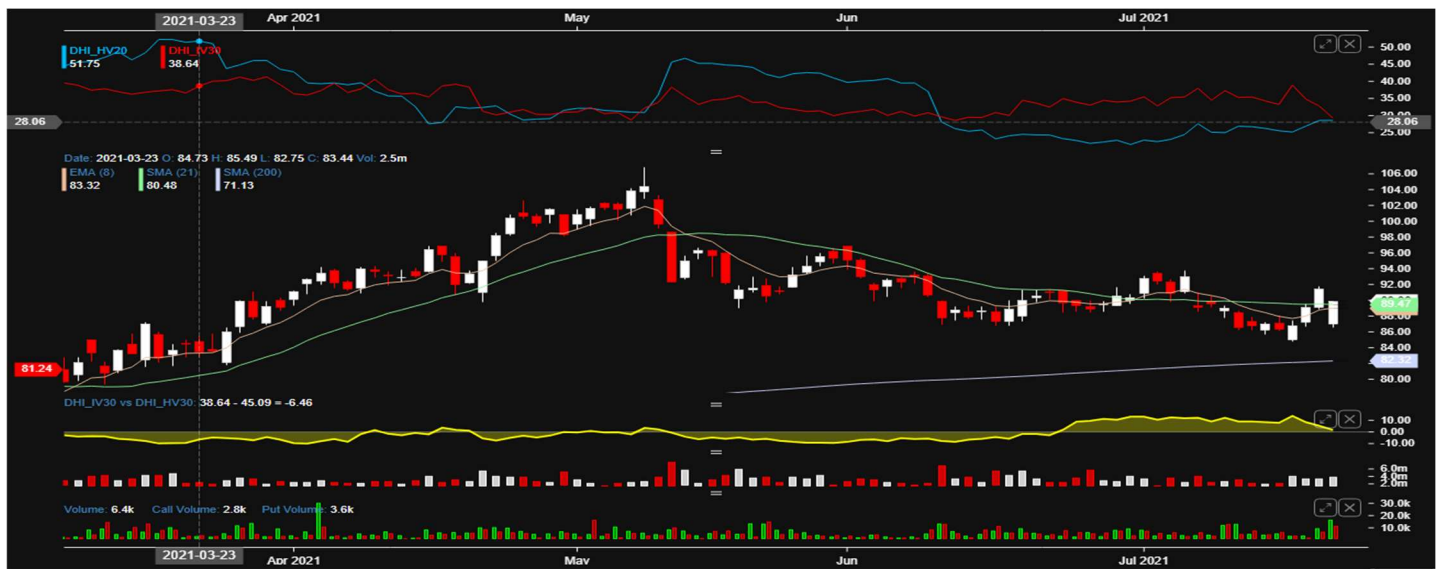 2021-03-23 Apr 2021 May Jun Jul 2021
DHI_HV20 DHI_IV30
51.75 38.64
50.00
45.00
40.00
35.00
30.00
28.06 28.06
25.00
Date: 2021-03-23 O: 84.73 H: 85.49 L: 82.75 C: 83.44 Vol: 2.5m
EMA (8) SMA (21) SMA (200)
83.32 80.48 71.13
106.00
104.00
102.00
100.00
98.00
96.00
94.00
92.00
89.47
88.00
86.00
84.00
82.32
81.24
80.00
DHI_IV30 vs DHI_HV30: 38.64 - 45.09 = -6.46
10.00
0.00
-10.00
6.0m
4.0m
2.0m
Volume: 6.4k Call Volume: 2.8k Put Volume: 3.6k
30.0k
20.0k
10.0k
2021-03-23 Apr 2021 May Jun Jul 2021